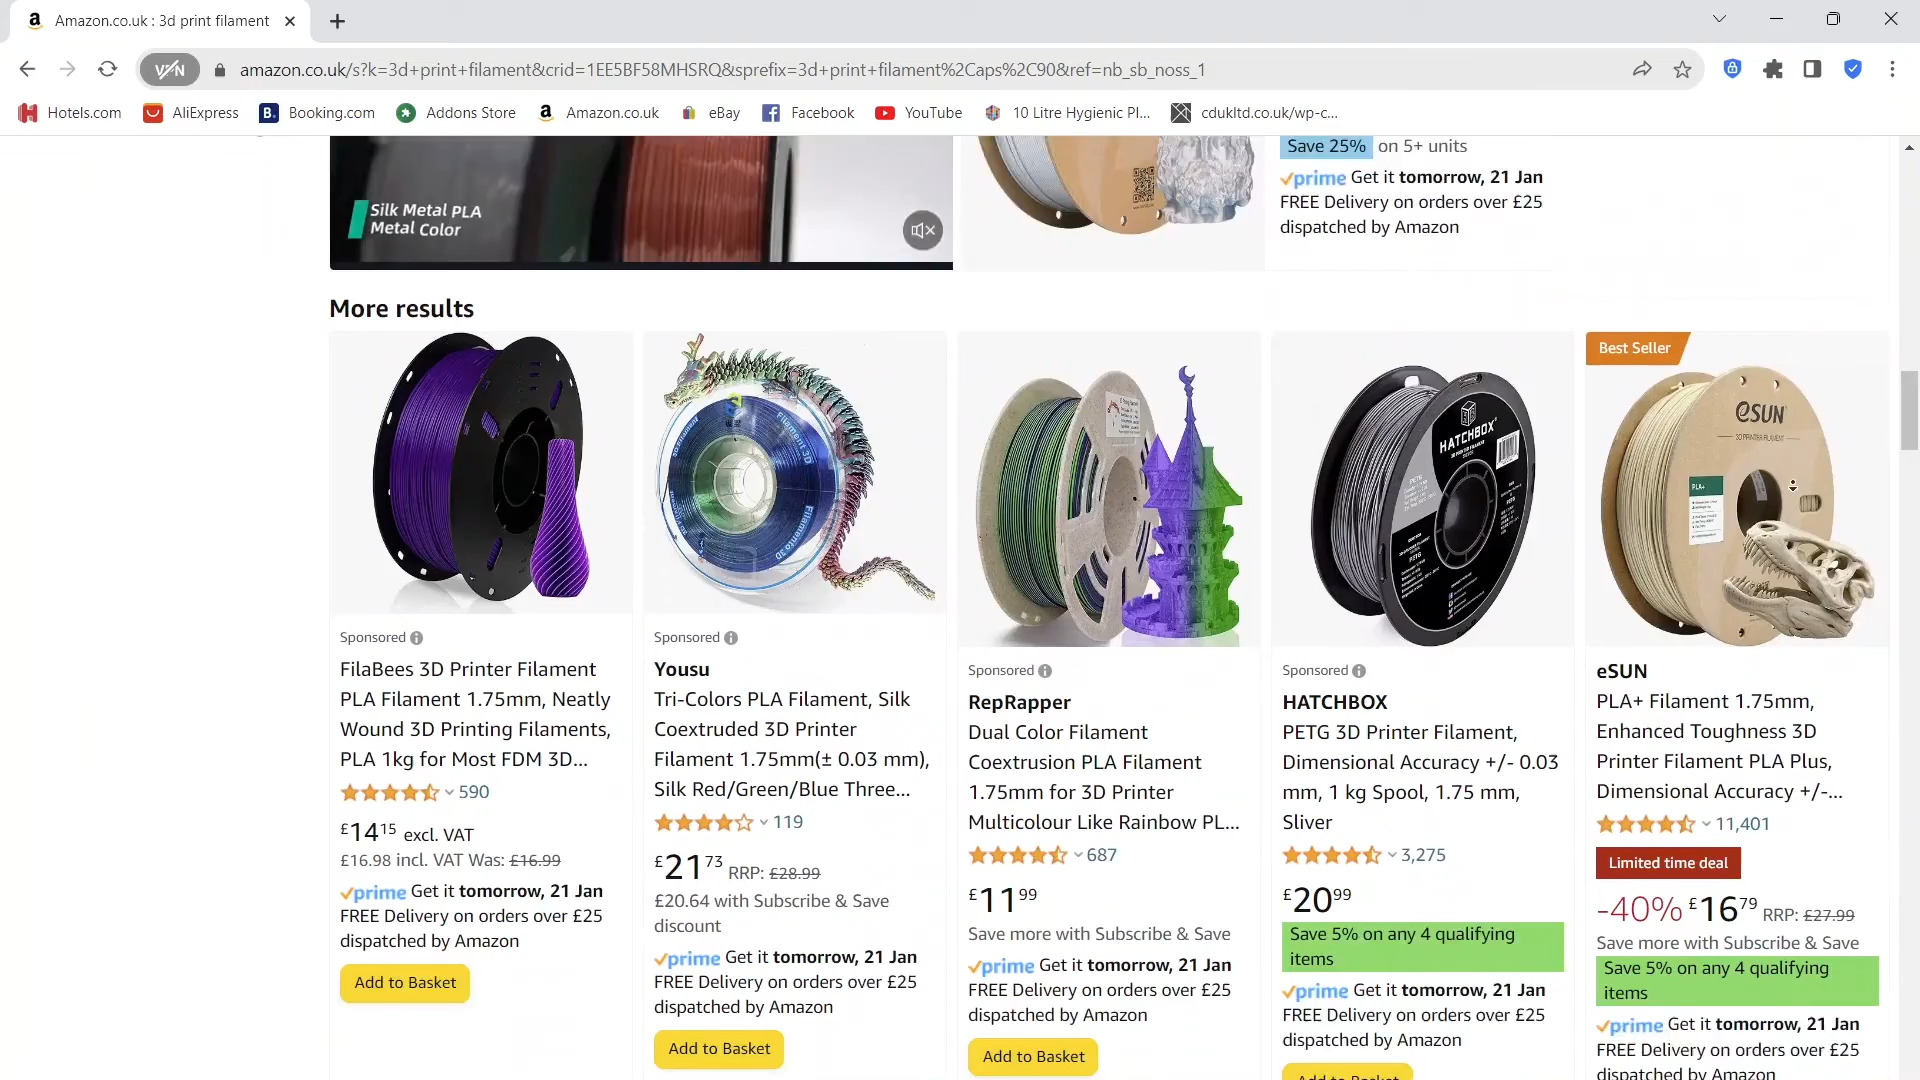 Amazon.co.uk : 3d print filament
VPN
amazon.co.uk/s?k=3d+print+filament&crid=1EE5BF58MHSRQ&sprefix=3d+print+filament%2Caps%2C90&ref=nb_sb_noss_1
Hotels.com
AliExpress
Booking.com
Addons Store
Amazon.co.uk
eBay
Facebook
YouTube
10 Litre Hygienic Pl...
cdukltd.co.uk/wp-c...
Silk Metal PLA
Metal Color
Save 25% on 5+ units
prime Get it tomorrow, 21 Jan
FREE Delivery on orders over £25
dispatched by Amazon
More results
Sponsored
FilaBees 3D Printer Filament
PLA Filament 1.75mm, Neatly
Wound 3D Printing Filaments,
PLA 1kg for Most FDM 3D...
590
£14.15 excl. VAT
£16.98 incl. VAT Was: £16.99
prime Get it tomorrow, 21 Jan
FREE Delivery on orders over £25
dispatched by Amazon
Add to Basket
Filament 3D
Filamento 3D
Sponsored
Yousu
Tri-Colors PLA Filament, Silk
Coextruded 3D Printer
Filament 1.75mm(± 0.03 mm),
Silk Red/Green/Blue Three...
119
£21.73 RRP: £28.99
£20.64 with Subscribe & Save
discount
prime Get it tomorrow, 21 Jan
FREE Delivery on orders over £25
dispatched by Amazon
Add to Basket
Sponsored
RepRapper
Dual Color Filament
Coextrusion PLA Filament
1.75mm for 3D Printer
Multicolour Like Rainbow PL...
687
£11.99
Save more with Subscribe & Save
prime Get it tomorrow, 21 Jan
FREE Delivery on orders over £25
dispatched by Amazon
Add to Basket
HATCHBOX
PETG
Sponsored
HATCHBOX
PETG 3D Printer Filament,
Dimensional Accuracy +/- 0.03
mm, 1 kg Spool, 1.75 mm,
Sliver
3,275
£20.99
Save 5% on any 4 qualifying
items
prime Get it tomorrow, 21 Jan
FREE Delivery on orders over £25
dispatched by Amazon
Add to Basket
Best Seller
eSUN
3D PRINTER FILAMENT
PLA+
eSUN
PLA+ Filament 1.75mm,
Enhanced Toughness 3D
Printer Filament PLA Plus,
Dimensional Accuracy +/-...
11,401
Limited time deal
-40% £16.79 RRP: £27.99
Save more with Subscribe & Save
Save 5% on any 4 qualifying
items
prime Get it tomorrow, 21 Jan
FREE Delivery on orders over £25
dispatched by Amazon